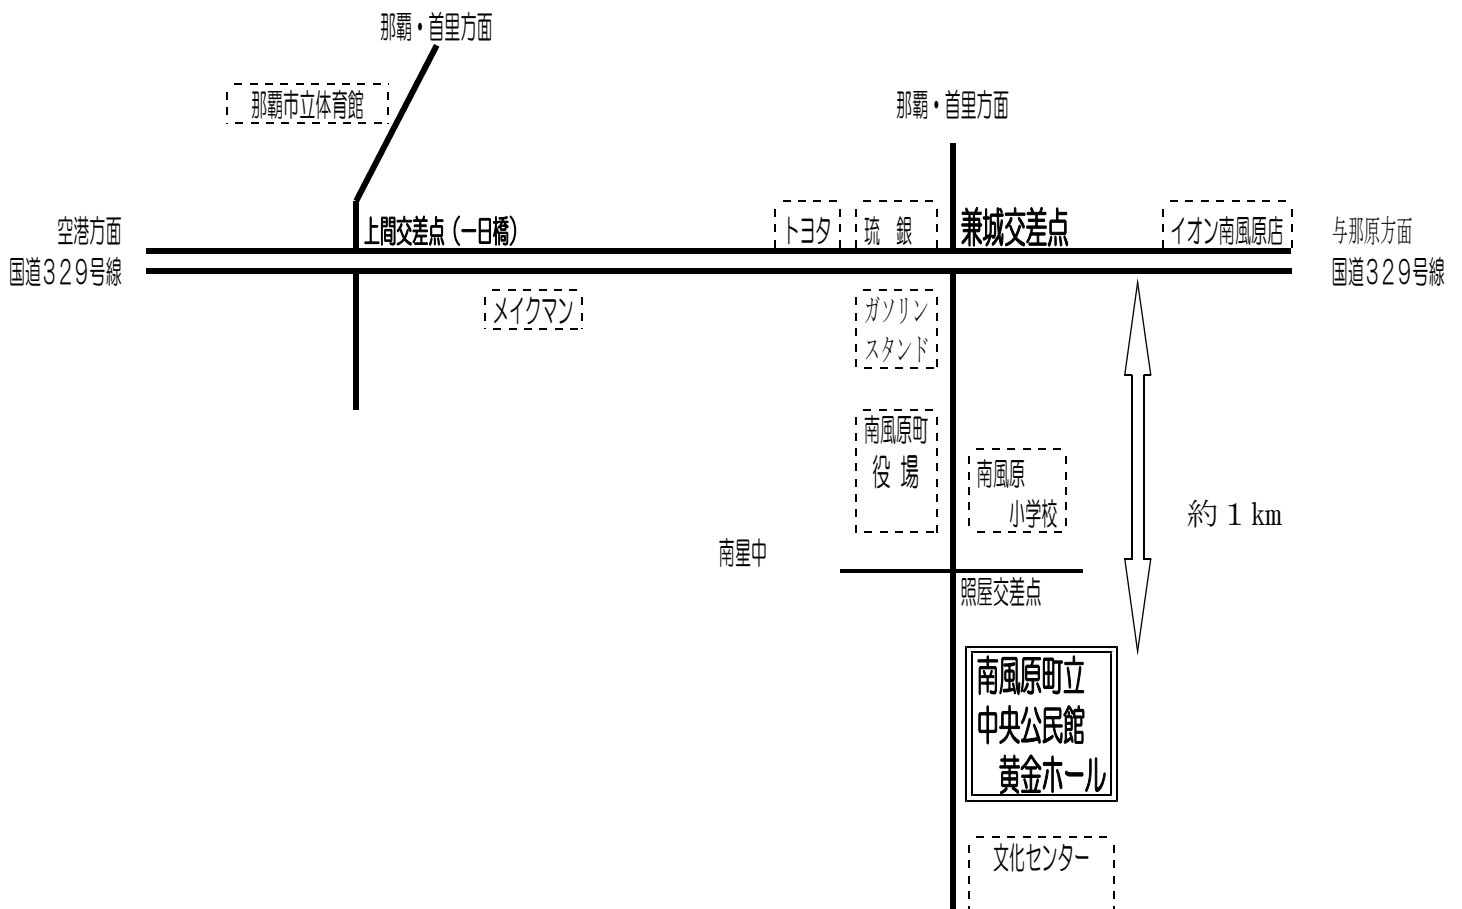 那覇・首里方面
那覇市立体育館
那覇・首里方面
空港方面
国道３２９号線
上間交差点（一日橋）
トヨタ
琉　銀
兼城交差点
イオン南風原店
与那原方面
国道３２９号線
メイクマン
ガソリン
スタンド
南風原町
役 場
南風原
小学校
約１km
南星中
照屋交差点
南風原町立
中央公民館
黄金ホール
文化センター